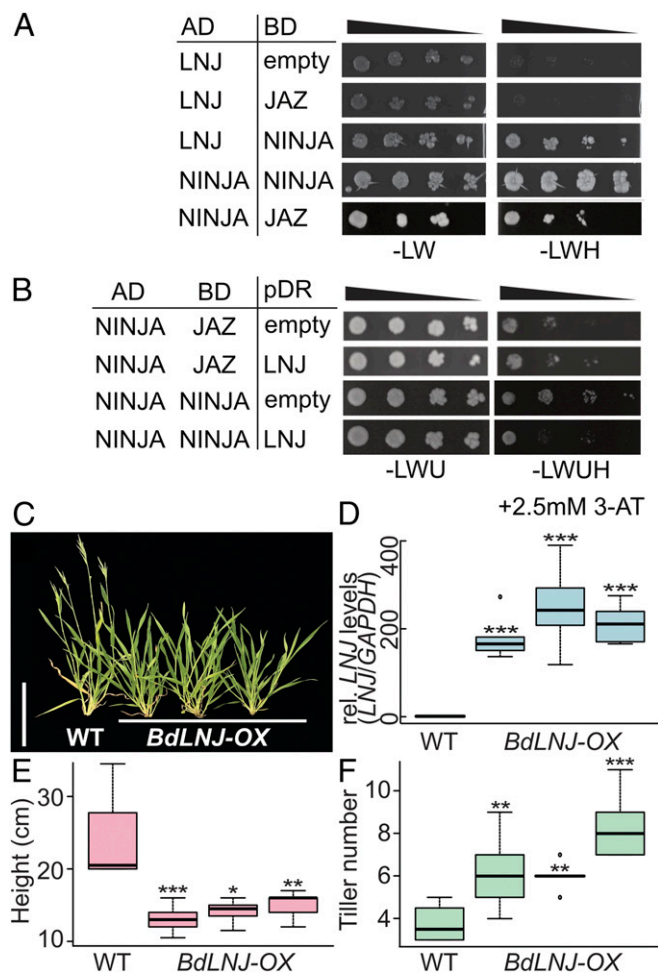 A
AD BD
LNJ empty
LNJ JAZ
LNJ NINJA
NINJA NINJA
NINJA JAZ
-LW -LWH
B
AD BD pDR
NINJA JAZ empty
NINJA JAZ LNJ
NINJA NINJA empty
NINJA NINJA LNJ
-LWU -LWUH
+2.5mM 3-AT
C
WT BdLNJ-OX
D
rel. LNJ levels
(LNJ/GAPDH)
400
200
0
***
***
***
WT BdLNJ-OX
E
Height (cm)
30
20
10
***
*
**
WT BdLNJ-OX
F
Tiller number
10
8
6
4
**
**
***
WT BdLNJ-OX